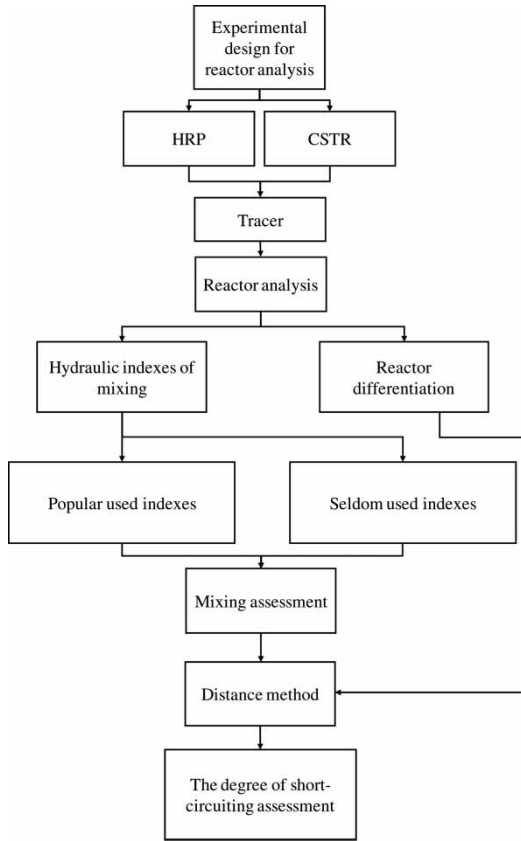 Experimental
design for
reactor analysis
HRP
CSTR
Tracer
Reactor analysis
Hydraulic indexes of
mixing
Reactor
differentiation
Popular used indexes
Seldom used indexes
Mixing assessment
Distance method
The degree of short-
circuiting assessment